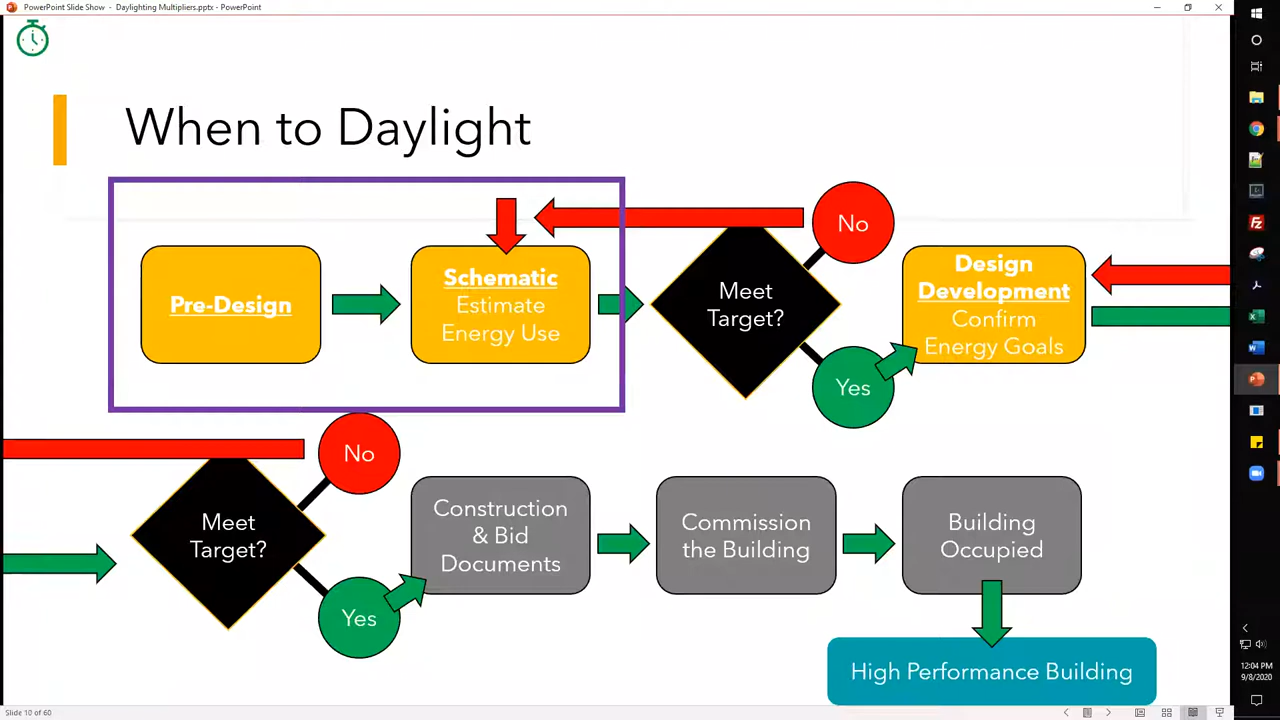 PowerPoint Slide Show - Daylighting Multipliers.pptx - PowerPoint
When to Daylight
Pre-Design
Schematic
Estimate
Energy Use
Meet
Target?
No
Yes
Design
Development
Confirm
Energy Goals
Meet
Target?
No
Yes
Construction
& Bid
Documents
Commission
the Building
Building
Occupied
High Performance Building
Slide 10 of 60
12:04 PM
9/8/2020